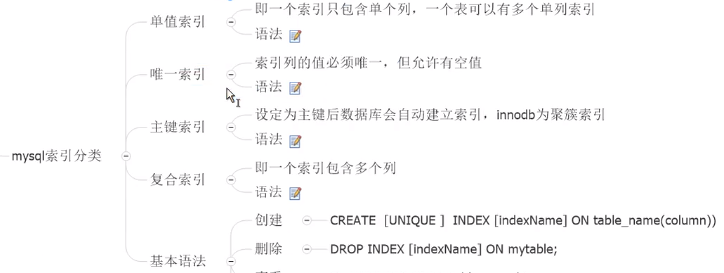 即一个索引只包含单个列，一个表可以有多个单列索引
单值索引
语法
索引列的值必须唯一，但允许有空值
唯一索引
语法
设定为主键后数据库会自动建立索引，innodb为聚簇索引
主键索引
语法
mysql索引分类
即一个索引包含多个列
复合索引
语法
创建 CREATE [UNIQUE ] INDEX [indexName] ON table_name(column))
删除 DROP INDEX [indexName] ON mytable;
基本语法